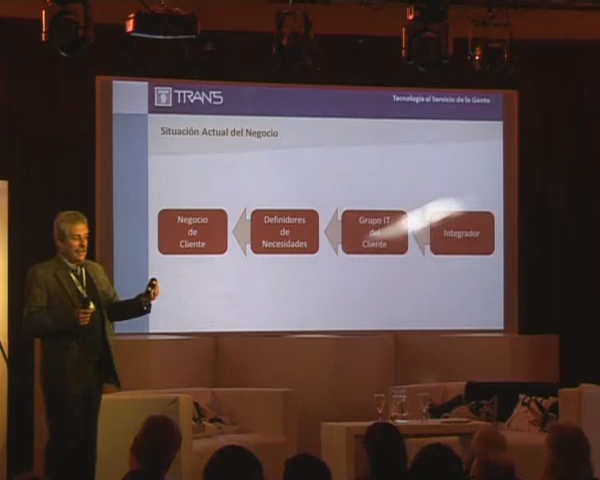 TRANS
Tecnología al Servicio de la Gente
Situación Actual del Negocio
Negocio
de
Cliente
Definidores
de
Necesidades
Grupo IT
del
Cliente
Integrador